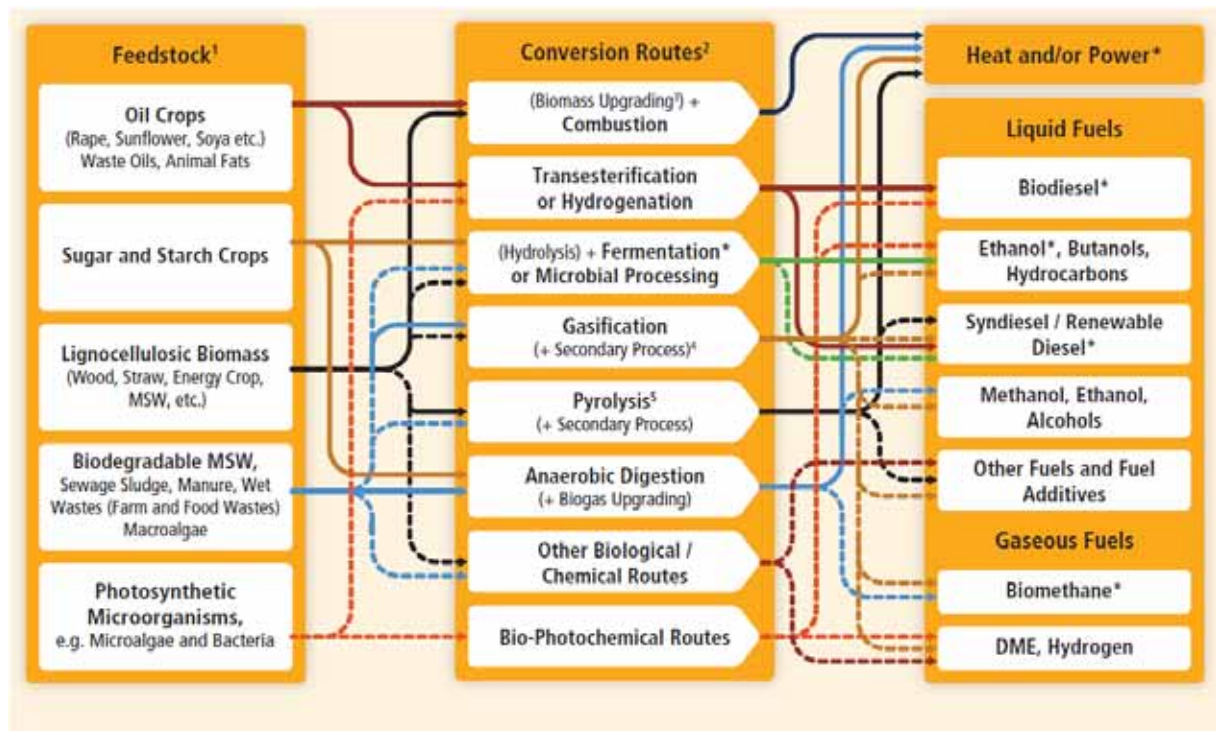 Feedstock¹
Oil Crops
(Rape, Sunflower, Soya etc.)
Waste Oils, Animal Fats
Sugar and Starch Crops
Lignocellulosic Biomass
(Wood, Straw, Energy Crop,
MSW, etc.)
Biodegradable MSW,
Sewage Sludge, Manure, Wet
Wastes (Farm and Food Wastes)
Macroalgae
Photosynthetic
Microorganisms,
e.g. Microalgae and Bacteria
Conversion Routes²
(Biomass Upgrading³) +
Combustion
Transesterification
or Hydrogenation
(Hydrolysis) + Fermentation*
or Microbial Processing
Gasification
(+ Secondary Process)⁴
Pyrolysis⁵
(+ Secondary Process)
Anaerobic Digestion
(+ Biogas Upgrading)
Other Biological /
Chemical Routes
Bio-Photochemical Routes
Heat and/or Power*
Liquid Fuels
Biodiesel*
Ethanol*, Butanols,
Hydrocarbons
Syndiesel / Renewable
Diesel*
Methanol, Ethanol,
Alcohols
Other Fuels and Fuel
Additives
Gaseous Fuels
Biomethane*
DME, Hydrogen